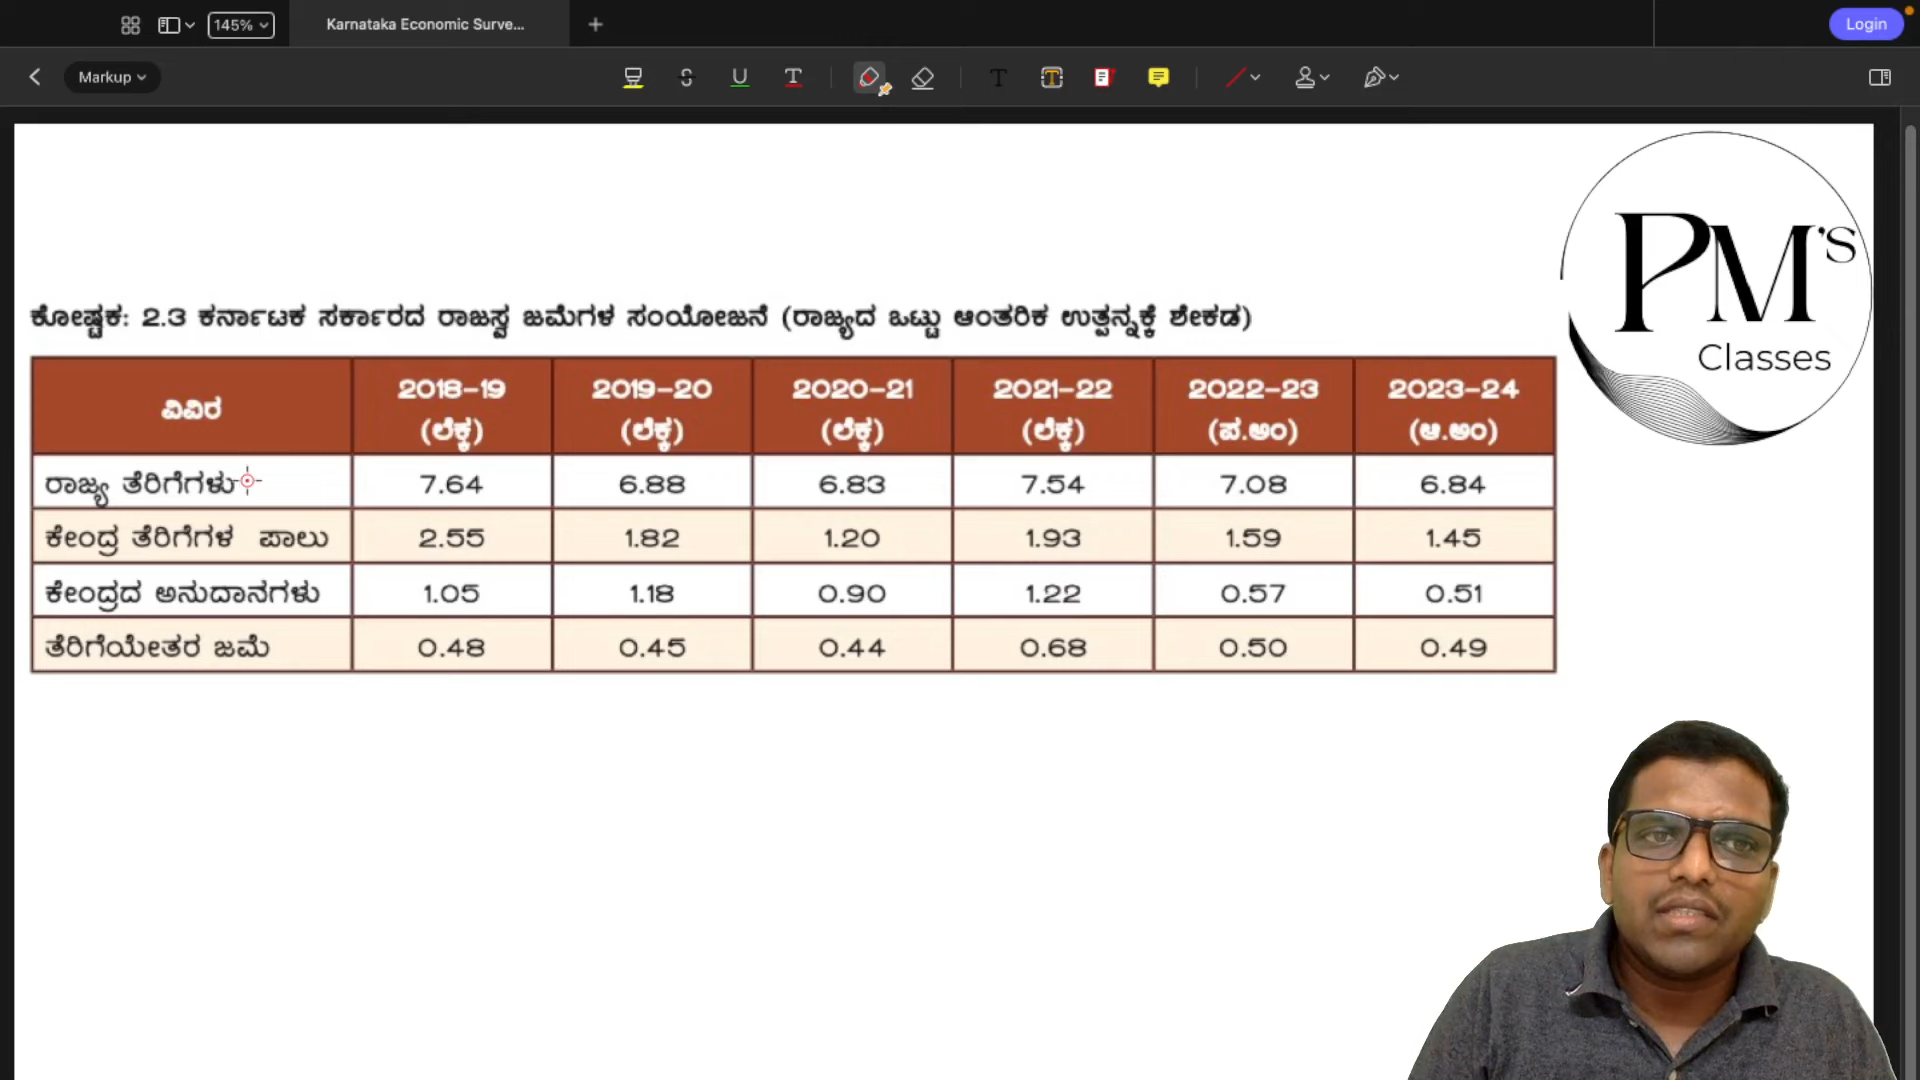 145%
Karnataka Economic Surve...
Login
Markup
PM's
Classes
ಕೋಷ್ಟಕ: 2.3 ಕರ್ನಾಟಕ ಸರ್ಕಾರದ ರಾಜಸ್ವ ಜಮೆಗಳ ಸಂಯೋಜನೆ (ರಾಜ್ಯದ ಒಟ್ಟು ಆಂತರಿಕ ಉತ್ಪನ್ನಕ್ಕೆ ಶೇಕಡ)
ವಿವರ 2018-19 (ಲೆಕ್ಕ) 2019-20 (ಲೆಕ್ಕ) 2020-21 (ಲೆಕ್ಕ) 2021-22 (ಲೆಕ್ಕ) 2022-23 (ಪ.ಅಂ) 2023-24 (ಆ.ಅಂ)
ರಾಜ್ಯ ತೆರಿಗೆಗಳು 7.64 6.88 6.83 7.54 7.08 6.84
ಕೇಂದ್ರ ತೆರಿಗೆಗಳ ಪಾಲು 2.55 1.82 1.20 1.93 1.59 1.45
ಕೇಂದ್ರದ ಅನುದಾನಗಳು 1.05 1.18 0.90 1.22 0.57 0.51
ತೆರಿಗೆಯೇತರ ಜಮೆ 0.48 0.45 0.44 0.68 0.50 0.49